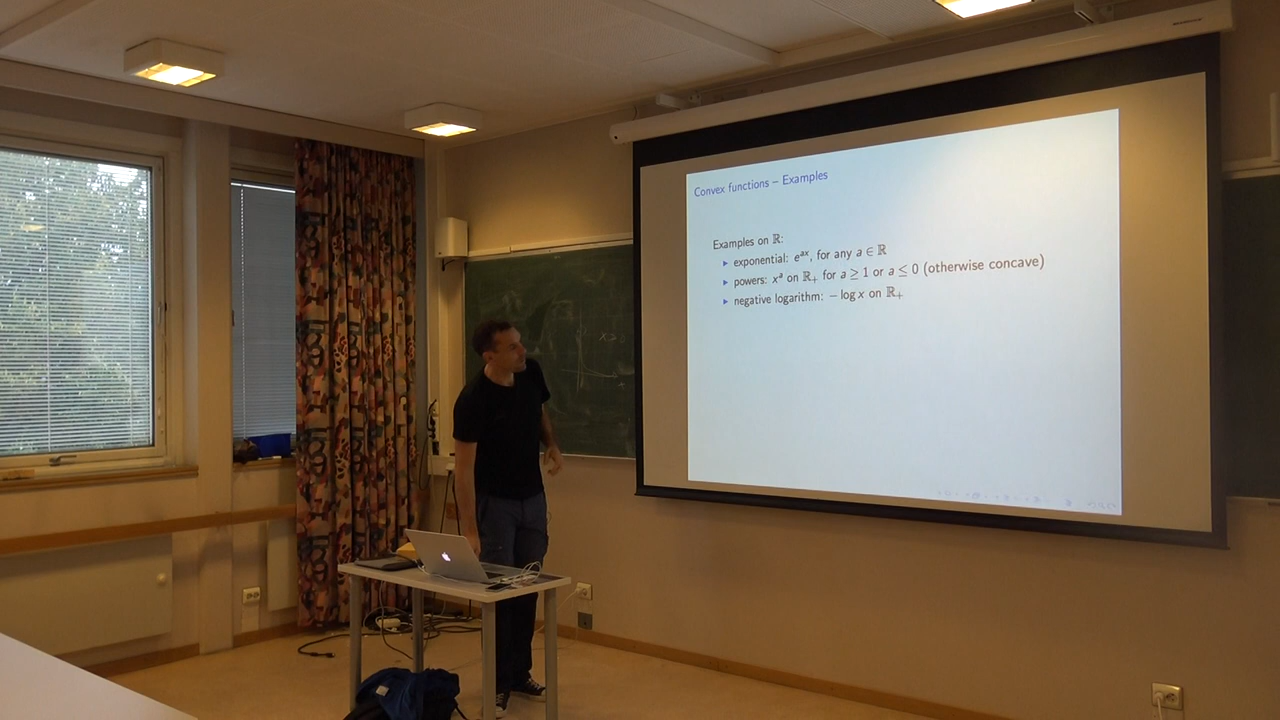 Convex functions – Examples
Examples on ℝ:
▸ exponential: e^{ax}, for any a ∈ ℝ
▸ powers: x^a on ℝ₊ for a ≥ 1 or a ≤ 0 (otherwise concave)
▸ negative logarithm: − log x on ℝ₊